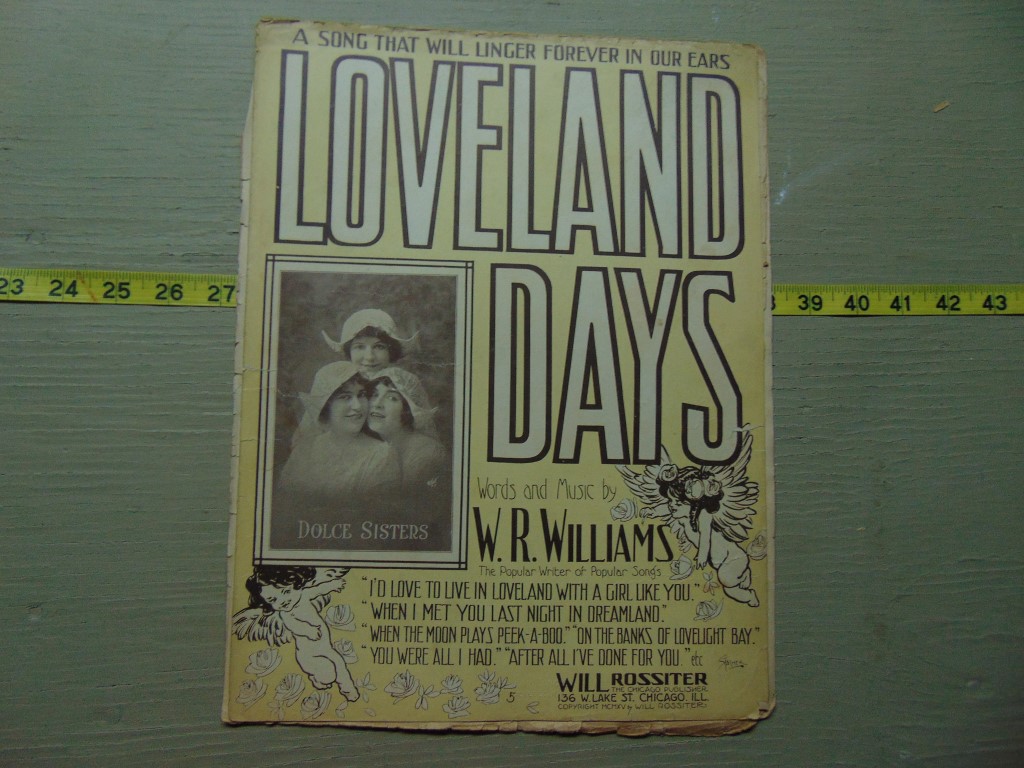 A SONG THAT WILL LINGER FOREVER IN OUR EARS
LOVELAND
DAYS
23 24 25 26 27
38 39 40 41 42 43
DOLCE SISTERS
Words and Music by
W. R. WILLIAMS
The Popular Writer of Popular Songs
"I'D LOVE TO LIVE IN LOVELAND WITH A GIRL LIKE YOU."
"WHEN I MET YOU LAST NIGHT IN DREAMLAND."
"WHEN THE MOON PLAYS PEEK-A-BOO." "ON THE BANKS OF LOVELIGHT BAY."
"YOU WERE ALL I HAD." "AFTER ALL I'VE DONE FOR YOU." etc
WILL ROSSITER
THE CHICAGO PUBLISHER
136 W. LAKE ST. CHICAGO, ILL.
COPYRIGHT MCMXV by WILL ROSSITER
5